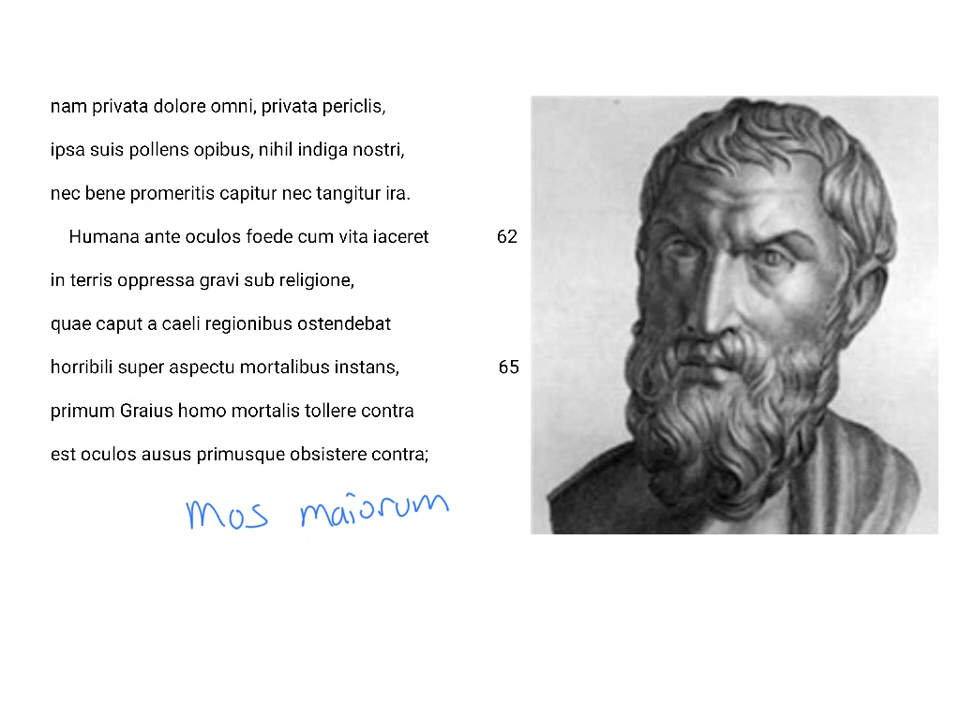 nam privata dolore omni, privata periclis,
ipsa suis pollens opibus, nihil indiga nostri,
nec bene promeritis capitur nec tangitur ira.
Humana ante oculos foede cum vita iaceret 62
in terris oppressa gravi sub religione,
quae caput a caeli regionibus ostendebat
horribili super aspectu mortalibus instans, 65
primum Graius homo mortalis tollere contra
est oculos ausus primusque obsistere contra;
mos maiorum